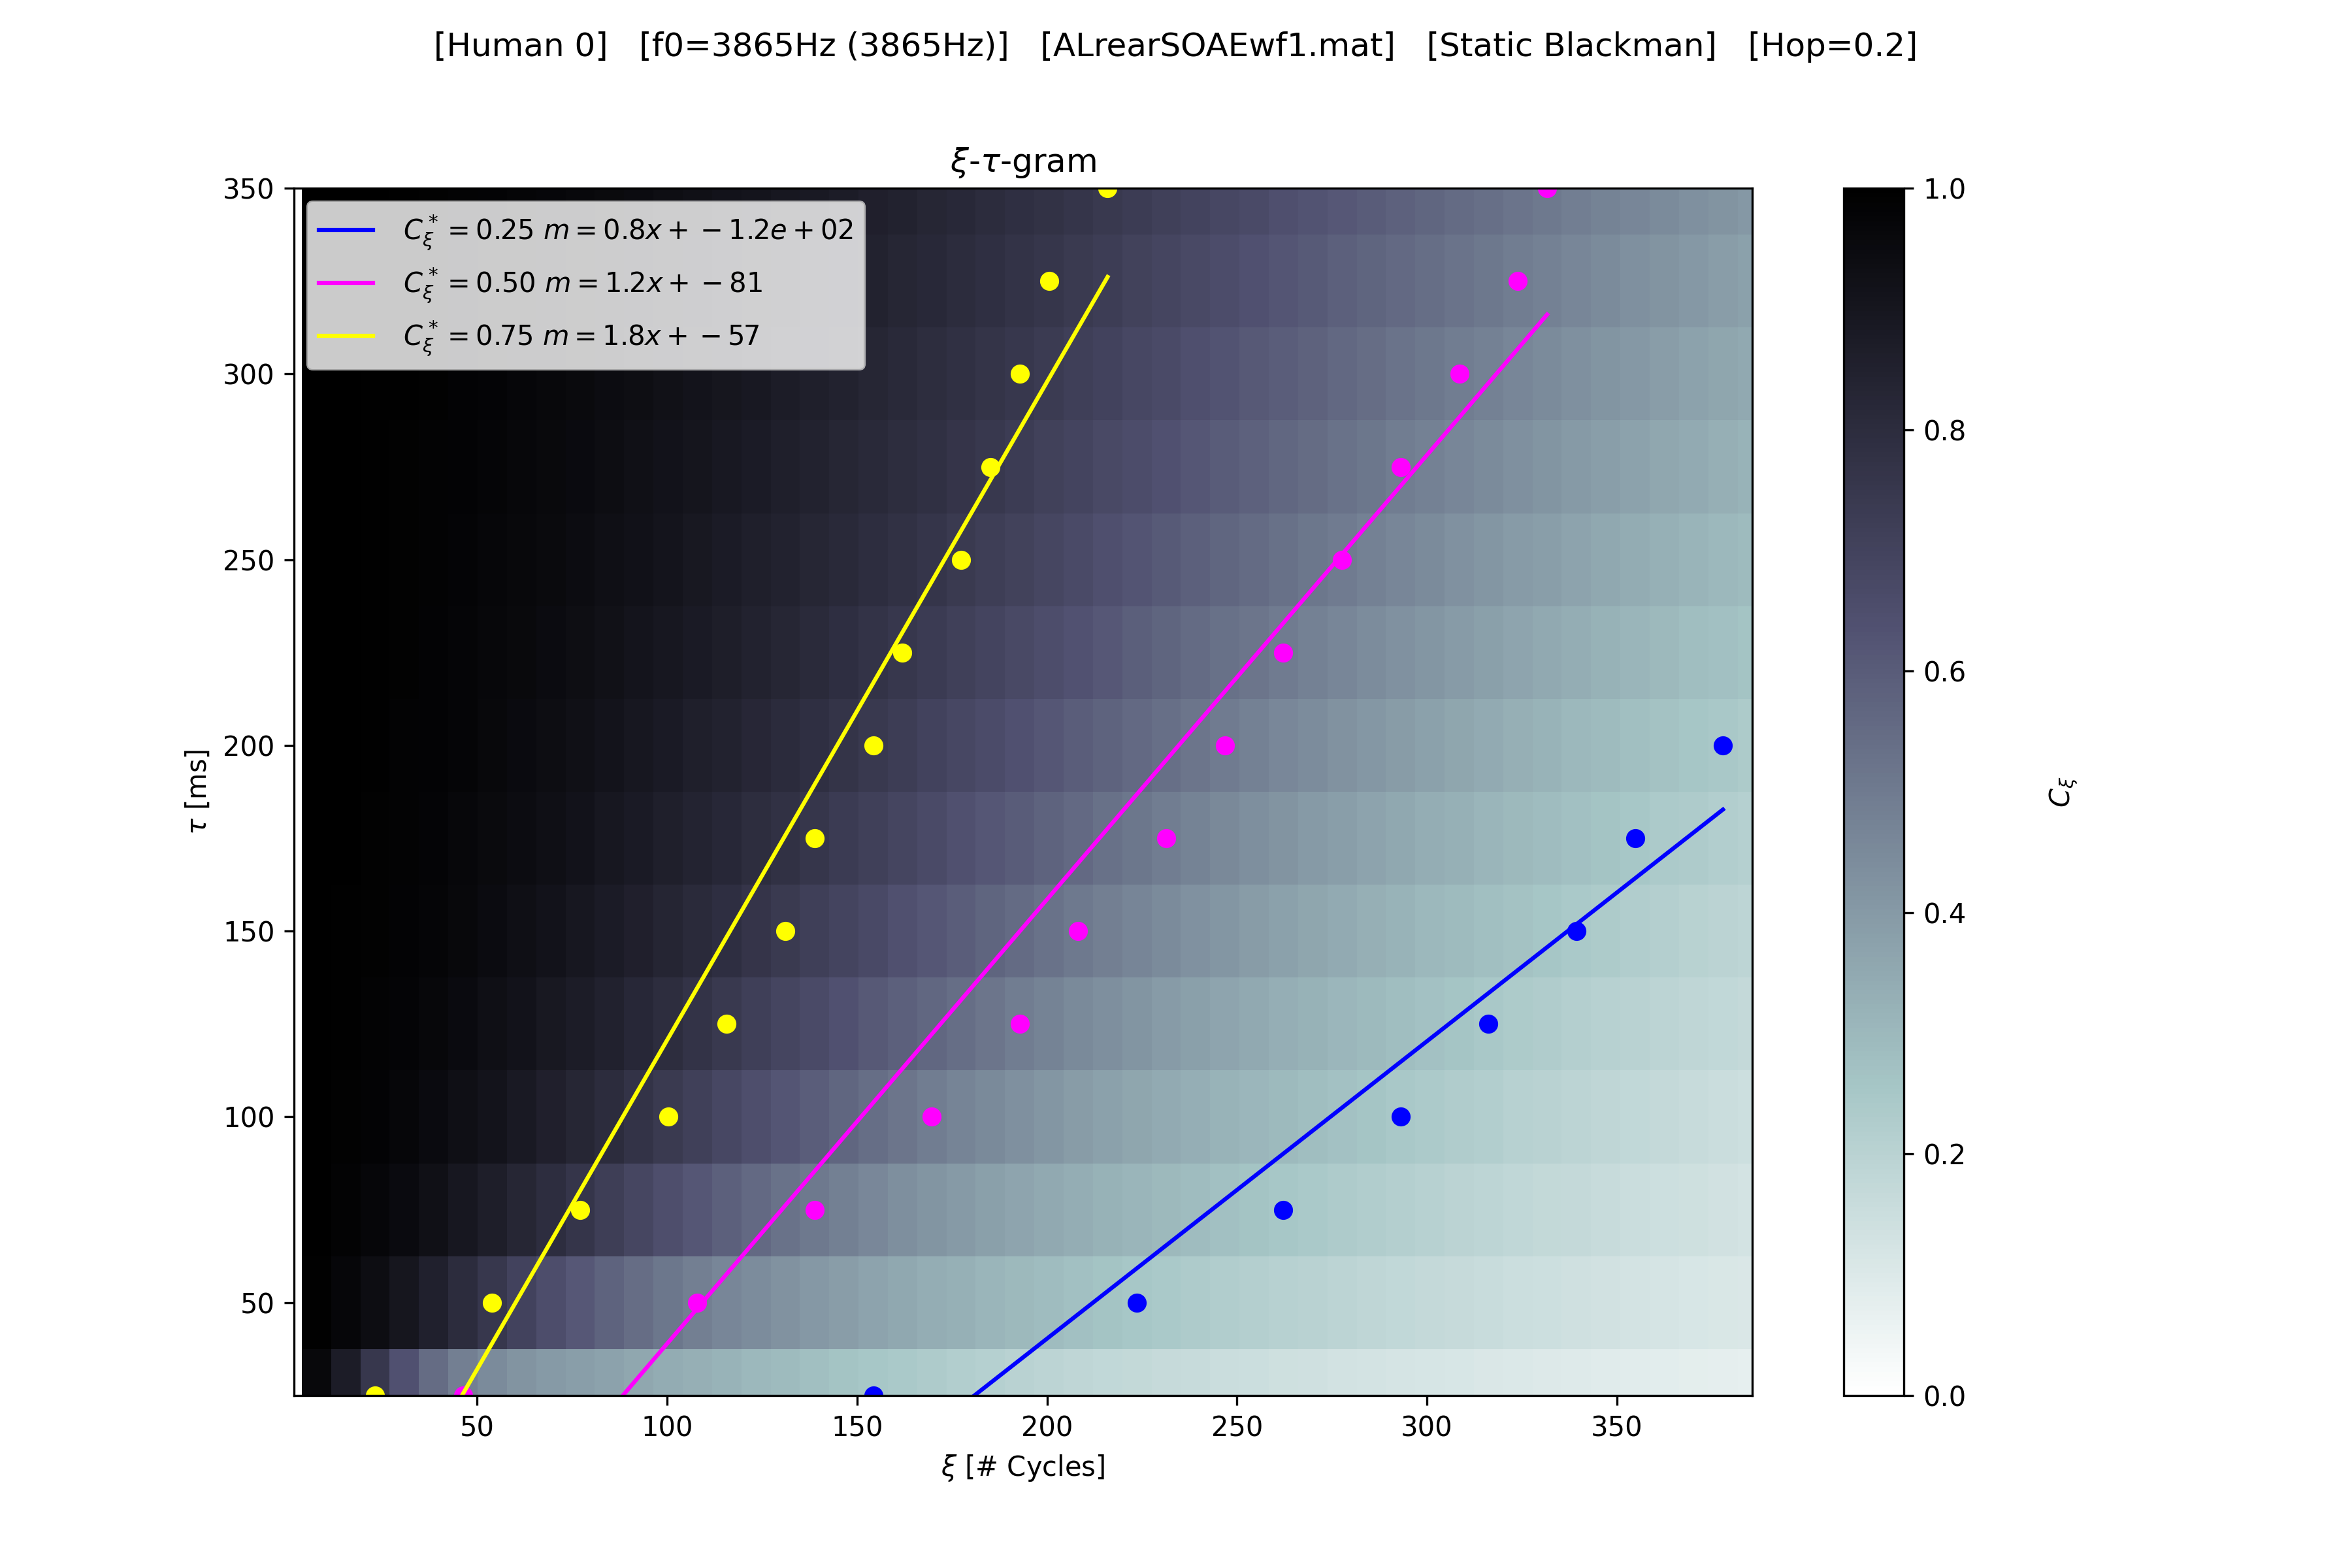 [Human 0]   [f0=3865Hz (3865Hz)]   [ALrearSOAEwf1.mat]   [Static Blackman]   [Hop=0.2]
ξ-τ-gram
C*ξ = 0.25 m = 0.8x + −1.2e + 02
C*ξ = 0.50 m = 1.2x + −81
C*ξ = 0.75 m = 1.8x + −57
350
300
250
200
150
100
50
τ [ms]
50
100
150
200
250
300
350
ξ [# Cycles]
1.0
0.8
0.6
0.4
0.2
0.0
Cξ